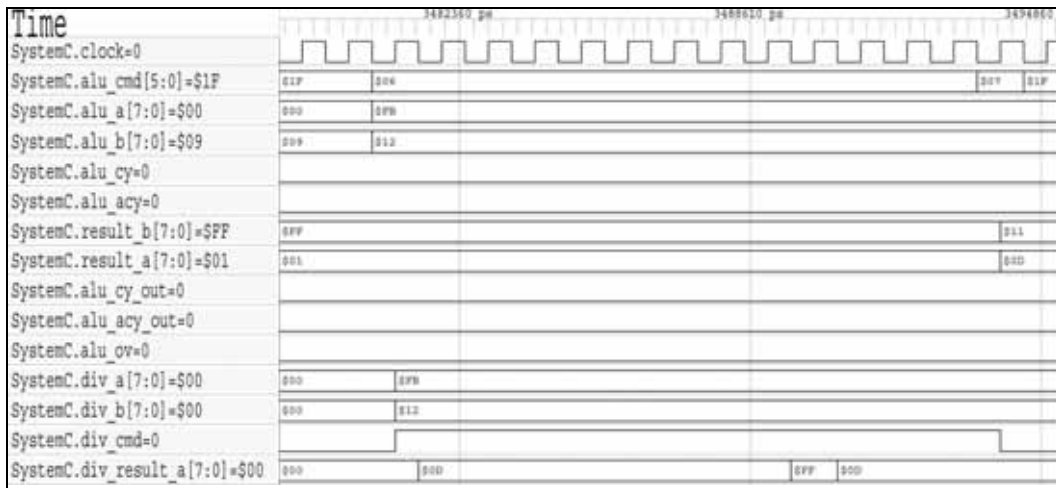 Time 3482360 ps 3488610 ps 3494860
SystemC.clock=0
SystemC.alu_cmd[5:0]=$1F $1F $06 $07 $1F
SystemC.alu_a[7:0]=$00 $00 $FB
SystemC.alu_b[7:0]=$09 $09 $12
SystemC.alu_cy=0
SystemC.alu_acy=0
SystemC.result_b[7:0]=$FF $FF $11
SystemC.result_a[7:0]=$01 $01 $0D
SystemC.alu_cy_out=0
SystemC.alu_acy_out=0
SystemC.alu_ov=0
SystemC.div_a[7:0]=$00 $00 $FB
SystemC.div_b[7:0]=$00 $00 $12
SystemC.div_cmd=0
SystemC.div_result_a[7:0]=$00 $00 $0D $FF $0D